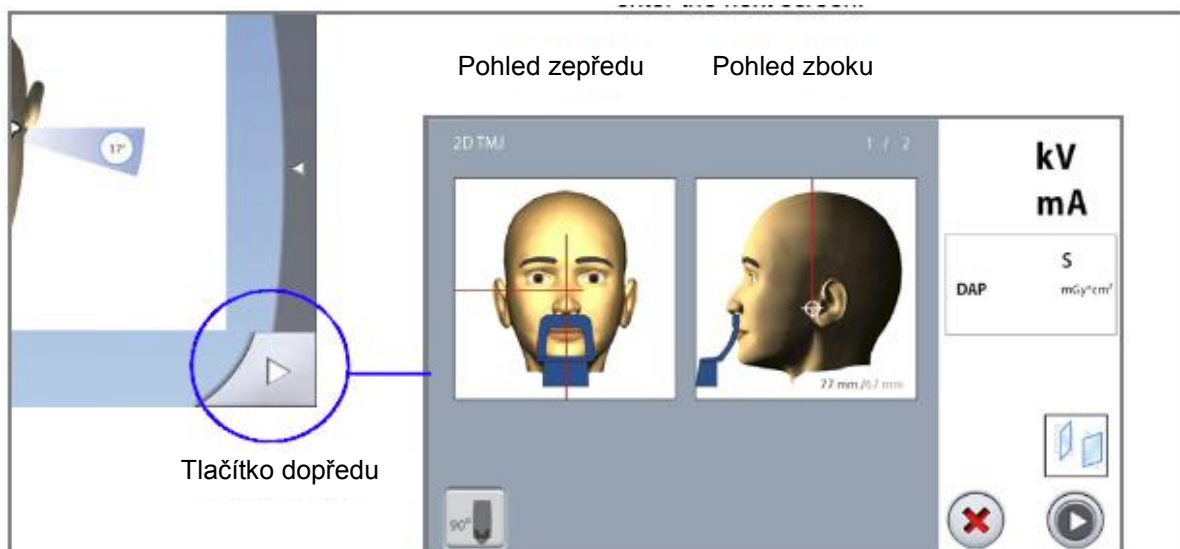 Pohled zepředu
Pohled zboku
17°
2D TMJ
1 / 2
kV
mA
S
DAP
mGy*cm²
77 mm /67 mm
Tlačítko dopředu
90°